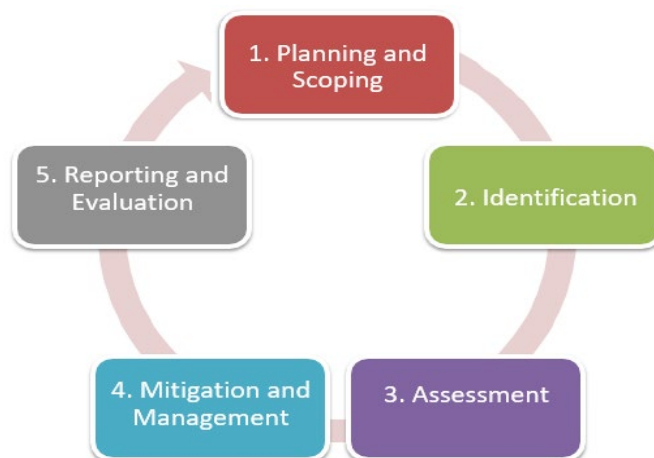 1. Planning and
Scoping
2. Identification
3. Assessment
4. Mitigation and
Management
5. Reporting and
Evaluation